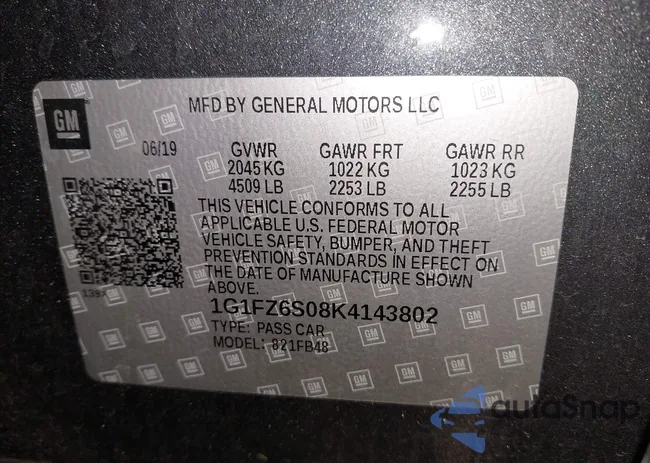 GM
MFD BY GENERAL MOTORS LLC
06/19 GVWR GAWR FRT GAWR RR
2045 KG 1022 KG 1023 KG
4509 LB 2253 LB 2255 LB
THIS VEHICLE CONFORMS TO ALL
APPLICABLE U.S. FEDERAL MOTOR
VEHICLE SAFETY, BUMPER, AND THEFT
PREVENTION STANDARDS IN EFFECT ON
THE DATE OF MANUFACTURE SHOWN
ABOVE.
1G1FZ6S08K4143802
TYPE: PASS CAR
MODEL: 821FB48
autoSnap